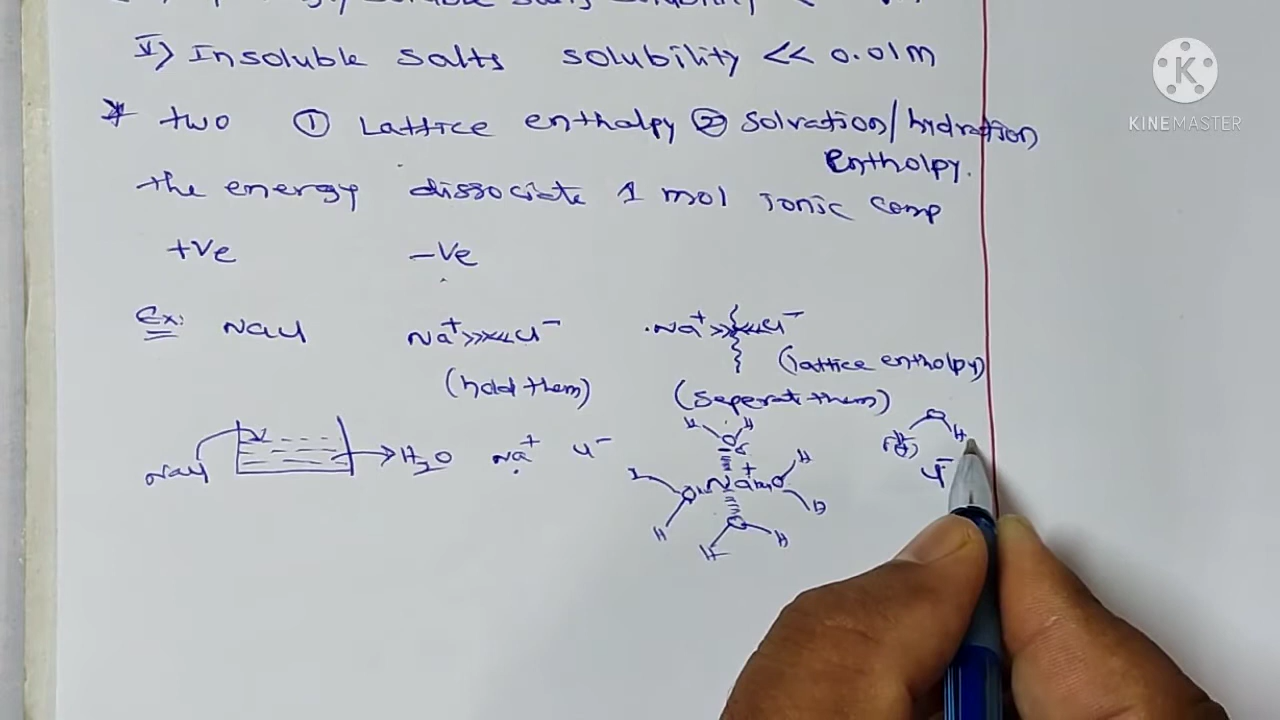 V) Insoluble salts solubility << 0.01M
* two ① Lattice enthalpy ② solvation/hydration
Enthalpy.
the energy dissociate 1 mol ionic comp
+ve -ve
Ex: NaCl Na⁺ >>><<< Cl⁻ Na⁺ >>><<< Cl⁻
(lattice enthalpy)
(hold them) (seperate them)
NaCl → H₂O Na⁺ Cl⁻
H H
O
H O Na⁺ O H
H H
O
H H
O
H H
(δ+)
Cl⁻
K
KINEMASTER